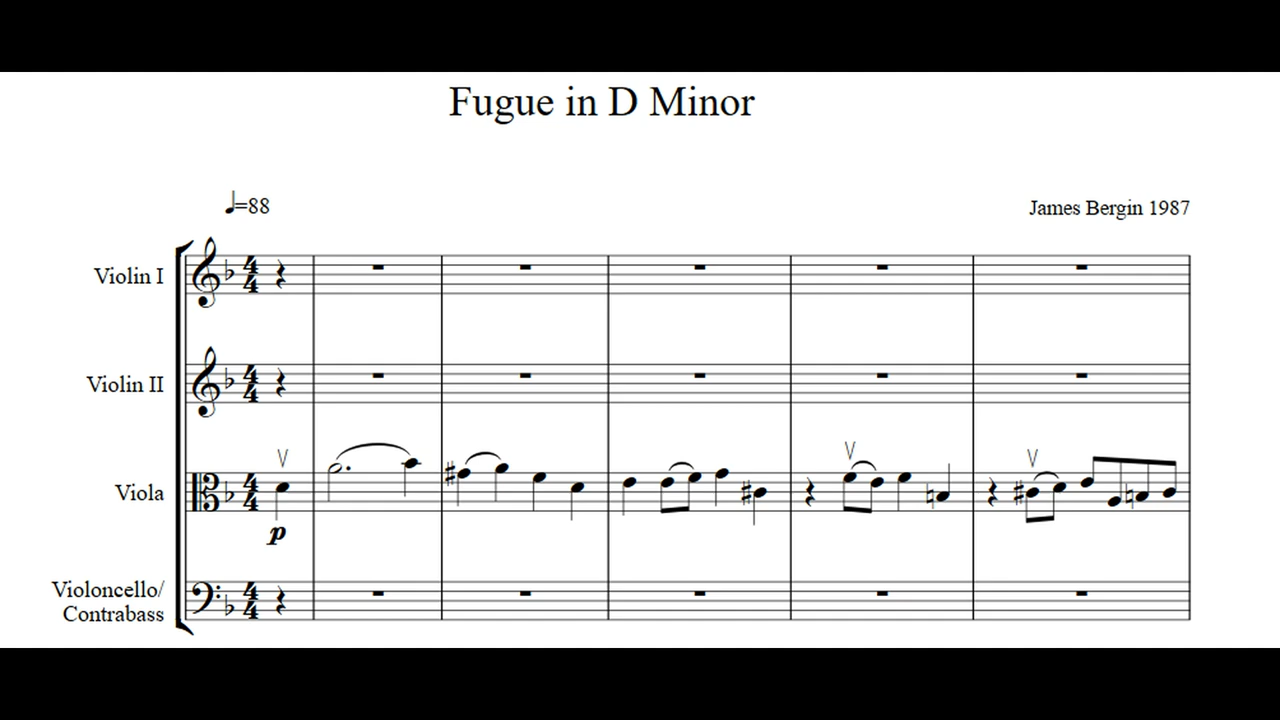 Fugue in D Minor
♩=88
James Bergin 1987
Violin I
Violin II
Viola
p
Violoncello/
Contrabass